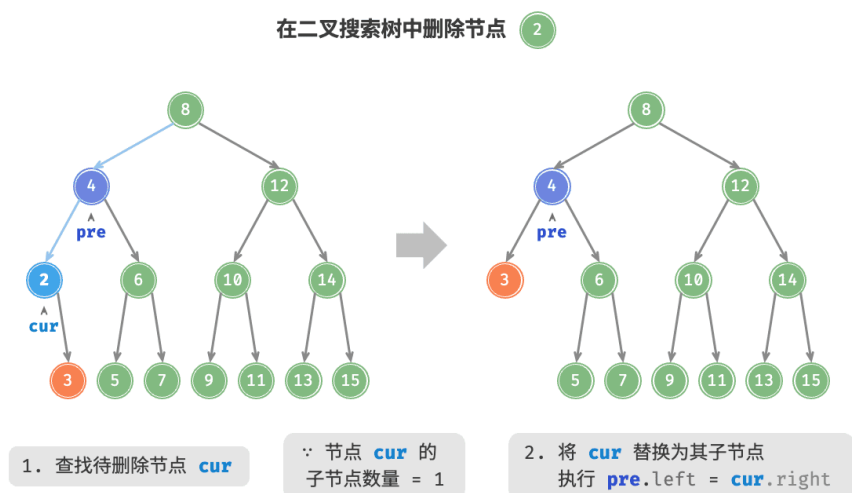 在二叉搜索树中删除节点 2
8 8
4 12 4 12
pre pre
2 6 10 14 3 6 10 14
cur
3 5 7 9 11 13 15 5 7 9 11 13 15
1. 查找待删除节点 cur
∵ 节点 cur 的
子节点数量 = 1
2. 将 cur 替换为其子节点
执行 pre.left = cur.right